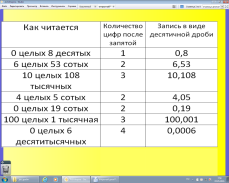 Как читается
Количество цифр после запятой
Запись в виде десятичной дроби
0 целых 8 десятых
1
0,8
6 целых 53 сотых
2
6,53
10 целых 108 тысячных
3
10,108
4 целых 5 сотых
2
4,05
0 целых 19 сотых
2
0,19
100 целых 1 тысячная
3
100,001
0 целых 6 десятитысячных
4
0,0006